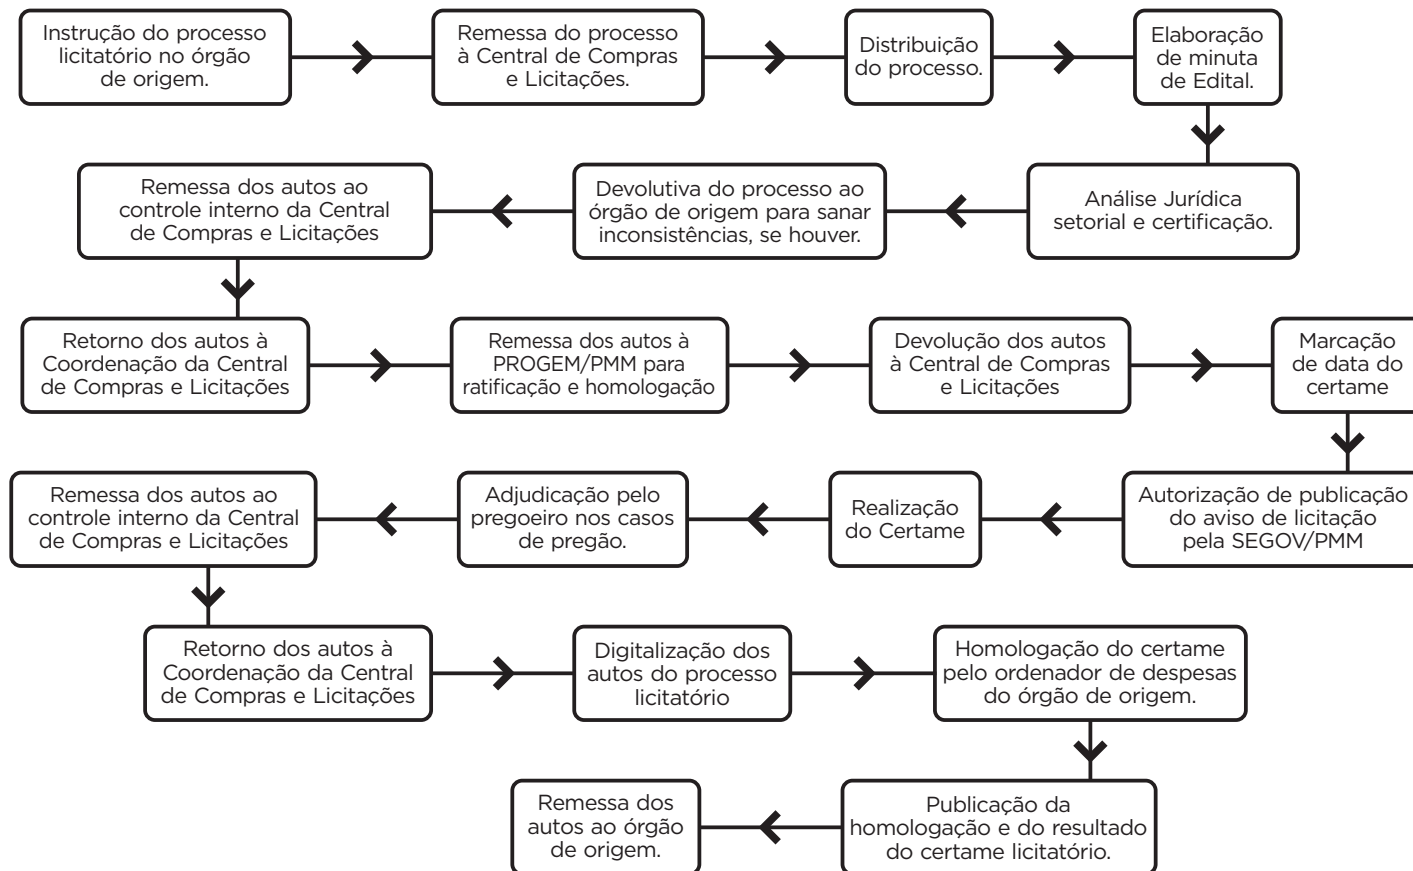 Instrução do processo
licitatório no órgão
de origem.
Remessa do processo
à Central de Compras
e Licitações.
Distribuição
do processo.
Elaboração
de minuta
de Edital.
Análise Jurídica
setorial e certificação.
Devolutiva do processo ao
órgão de origem para sanar
inconsistências, se houver.
Remessa dos autos ao
controle interno da Central
de Compras e Licitações
Retorno dos autos à
Coordenação da Central
de Compras e Licitações
Remessa dos autos à
PROGEM/PMM para
ratificação e homologação
Devolução dos autos
à Central de Compras
e Licitações
Marcação
de data do
certame
Autorização de publicação
do aviso de licitação
pela SEGOV/PMM
Realização
do Certame
Adjudicação pelo
pregoeiro nos casos
de pregão.
Remessa dos autos ao
controle interno da Central
de Compras e Licitações
Retorno dos autos à
Coordenação da Central
de Compras e Licitações
Digitalização dos
autos do processo
licitatório
Homologação do certame
pelo ordenador de despesas
do órgão de origem.
Publicação da
homologação e do resultado
do certame licitatório.
Remessa dos
autos ao órgão
de origem.